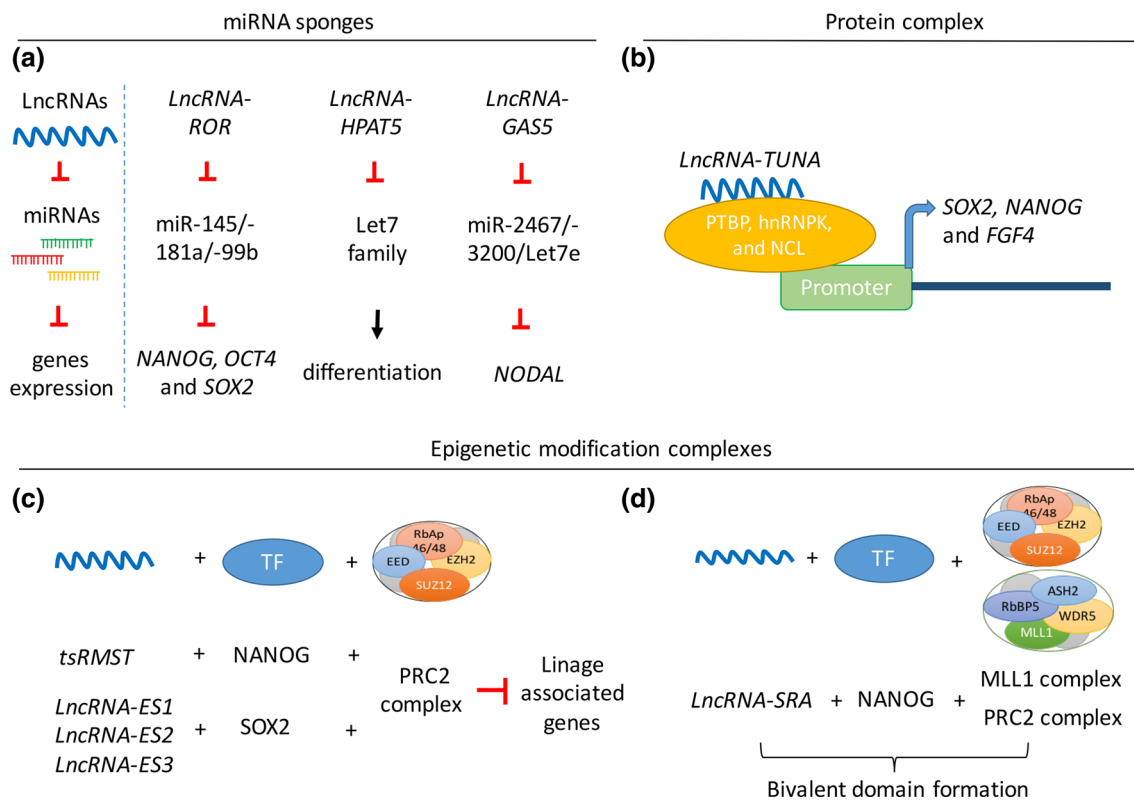 miRNA sponges
(a)
LncRNAs
miRNAs
genes
expression
LncRNA-
ROR
miR-145/-
181a/-99b
NANOG, OCT4
and SOX2
LncRNA-
HPAT5
Let7
family
differentiation
LncRNA-
GAS5
miR-2467/-
3200/Let7e
NODAL
Protein complex
(b)
LncRNA-TUNA
PTBP, hnRNPK,
and NCL
Promoter
SOX2, NANOG
and FGF4
Epigenetic modification complexes
(c)
+
TF
+
RbAp
46/48
EED
EZH2
SUZ12
tsRMST
+
NANOG
+
LncRNA-ES1
LncRNA-ES2
LncRNA-ES3
+
SOX2
+
PRC2
complex
Linage
associated
genes
(d)
+
TF
+
RbAp
46/48
EED
EZH2
SUZ12
ASH2
RbBP5
WDR5
MLL1
LncRNA-SRA + NANOG +
MLL1 complex
PRC2 complex
Bivalent domain formation